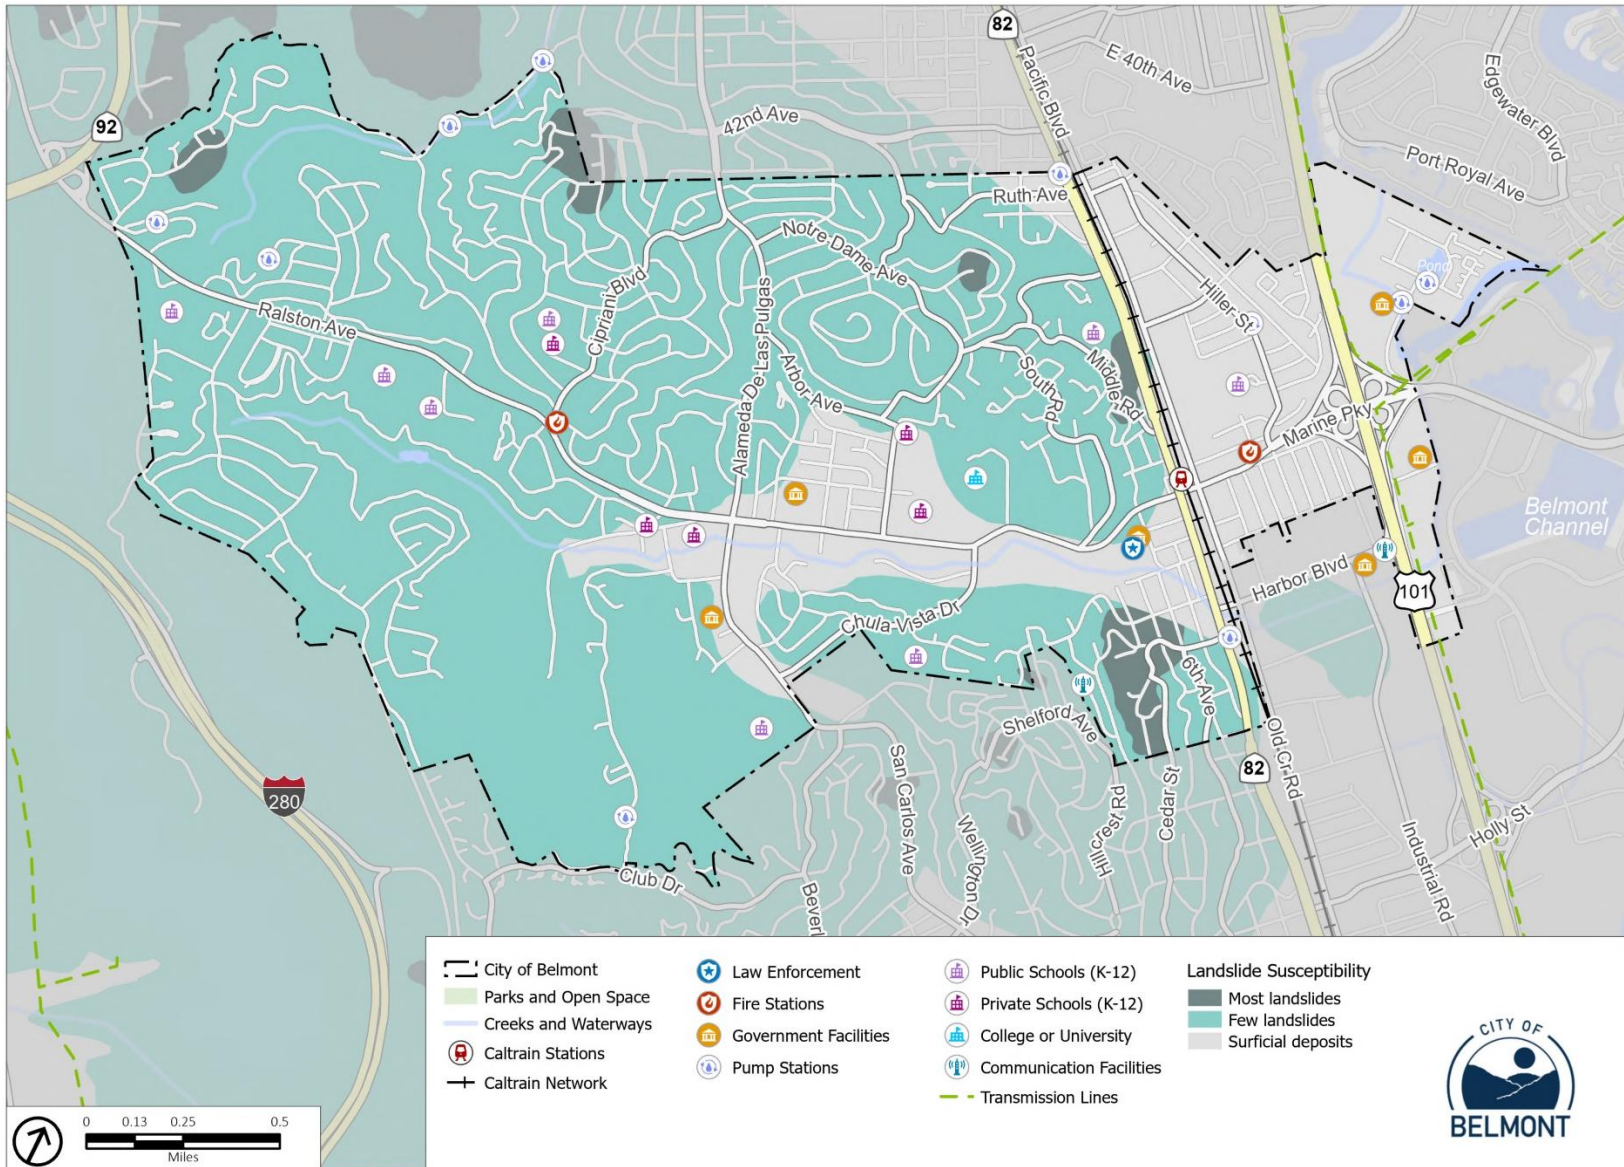 82
E 40th Ave
Edgewater Blvd
Pacific Blvd
92
42nd Ave
Port Royal Ave
Ruth Ave
Notre Dame Ave
Cipriani Blvd
Pond
Hiller St
Ralston Ave
Alameda De Las Pulgas
Arbor Ave
South Rd
Middle Rd
Marine Pky
Belmont
Channel
Harbor Blvd
101
Chula Vista Dr
6th Ave
Shelford Ave
Old Cr Rd
82
280
San Carlos Ave
Wellington Dr
Hillcrest Rd
Cedar St
Industrial Rd
Holly St
Club Dr
Beverl
City of Belmont
Parks and Open Space
Creeks and Waterways
Caltrain Stations
Caltrain Network
Law Enforcement
Fire Stations
Government Facilities
Pump Stations
Public Schools (K-12)
Private Schools (K-12)
College or University
Communication Facilities
Transmission Lines
Landslide Susceptibility
Most landslides
Few landslides
Surficial deposits
CITY OF
BELMONT
0 0.13 0.25 0.5
Miles